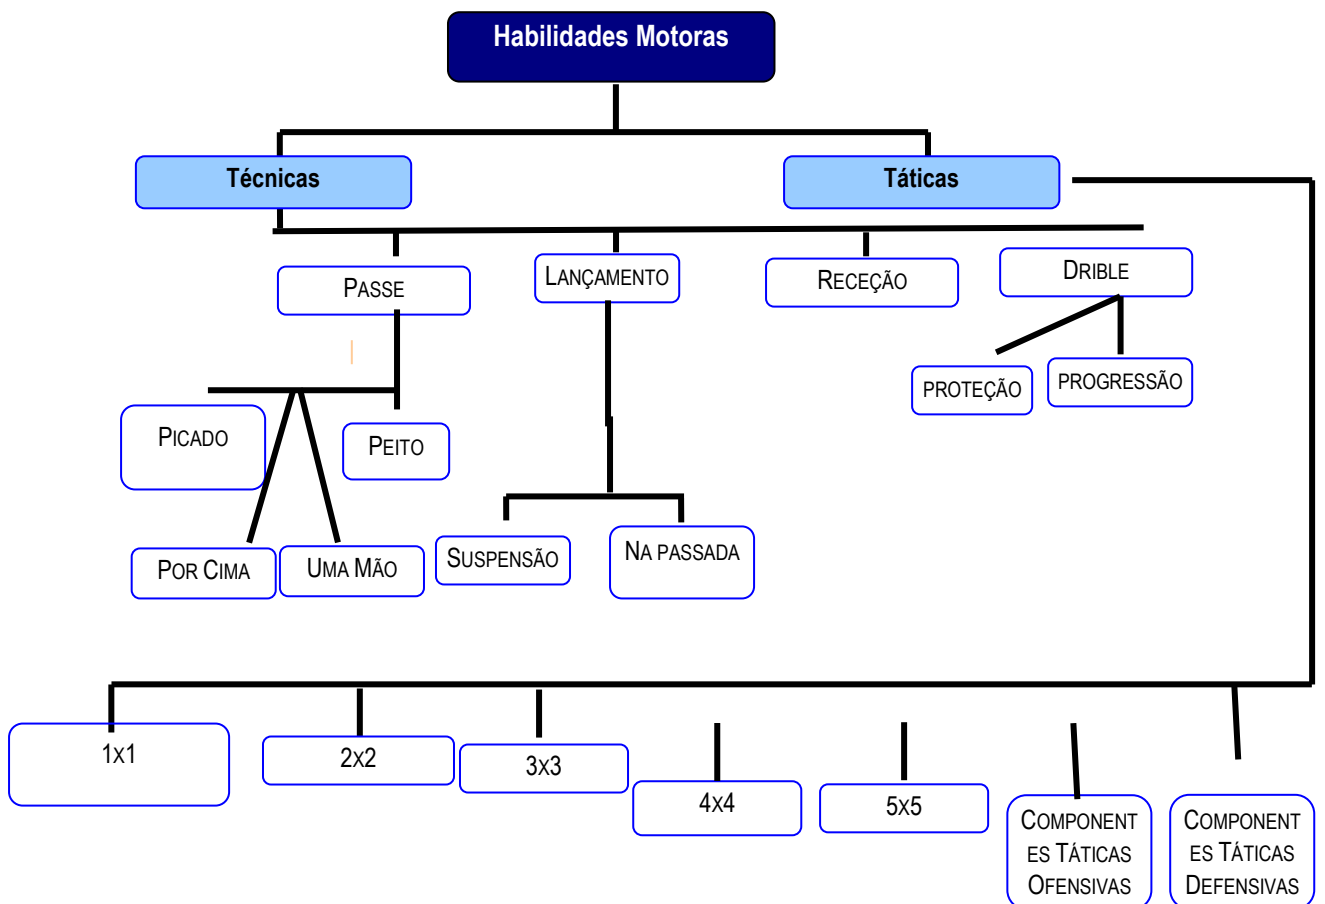 Habilidades Motoras
Técnicas
Táticas
PASSE
LANÇAMENTO
RECEÇÃO
DRIBLE
PROTEÇÃO
PROGRESSÃO
PICADO
PEITO
POR CIMA
UMA MÃO
SUSPENSÃO
NA PASSADA
1X1
2X2
3X3
4X4
5X5
COMPONENT
ES TÁTICAS
OFENSIVAS
COMPONENT
ES TÁTICAS
DEFENSIVAS